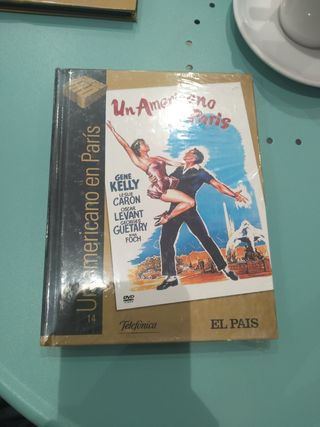 Un Americano
en París
GENE
KELLY
LESLIE
CARON
OSCAR
LEVANT
GEORGES
GUETARY
NINA
FOCH
DVD
Telefónica
EL PAIS
Un americano en París
14